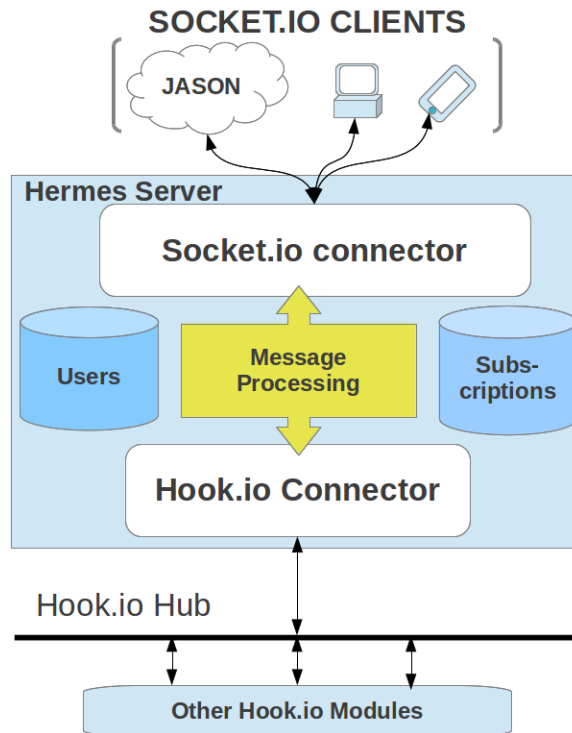 SOCKET.IO CLIENTS
JASON
Hermes Server
Socket.io connector
Users
Message
Processing
Subs-
criptions
Hook.io Connector
Hook.io Hub
Other Hook.io Modules